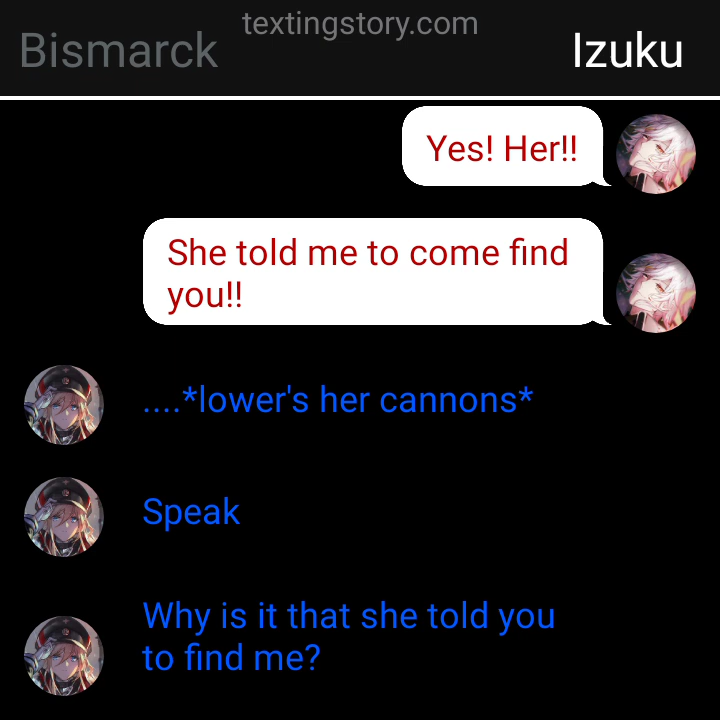 textingstory.com
Bismarck
Izuku
Yes! Her!!
She told me to come find
you!!
....*lower's her cannons*
Speak
Why is it that she told you
to find me?